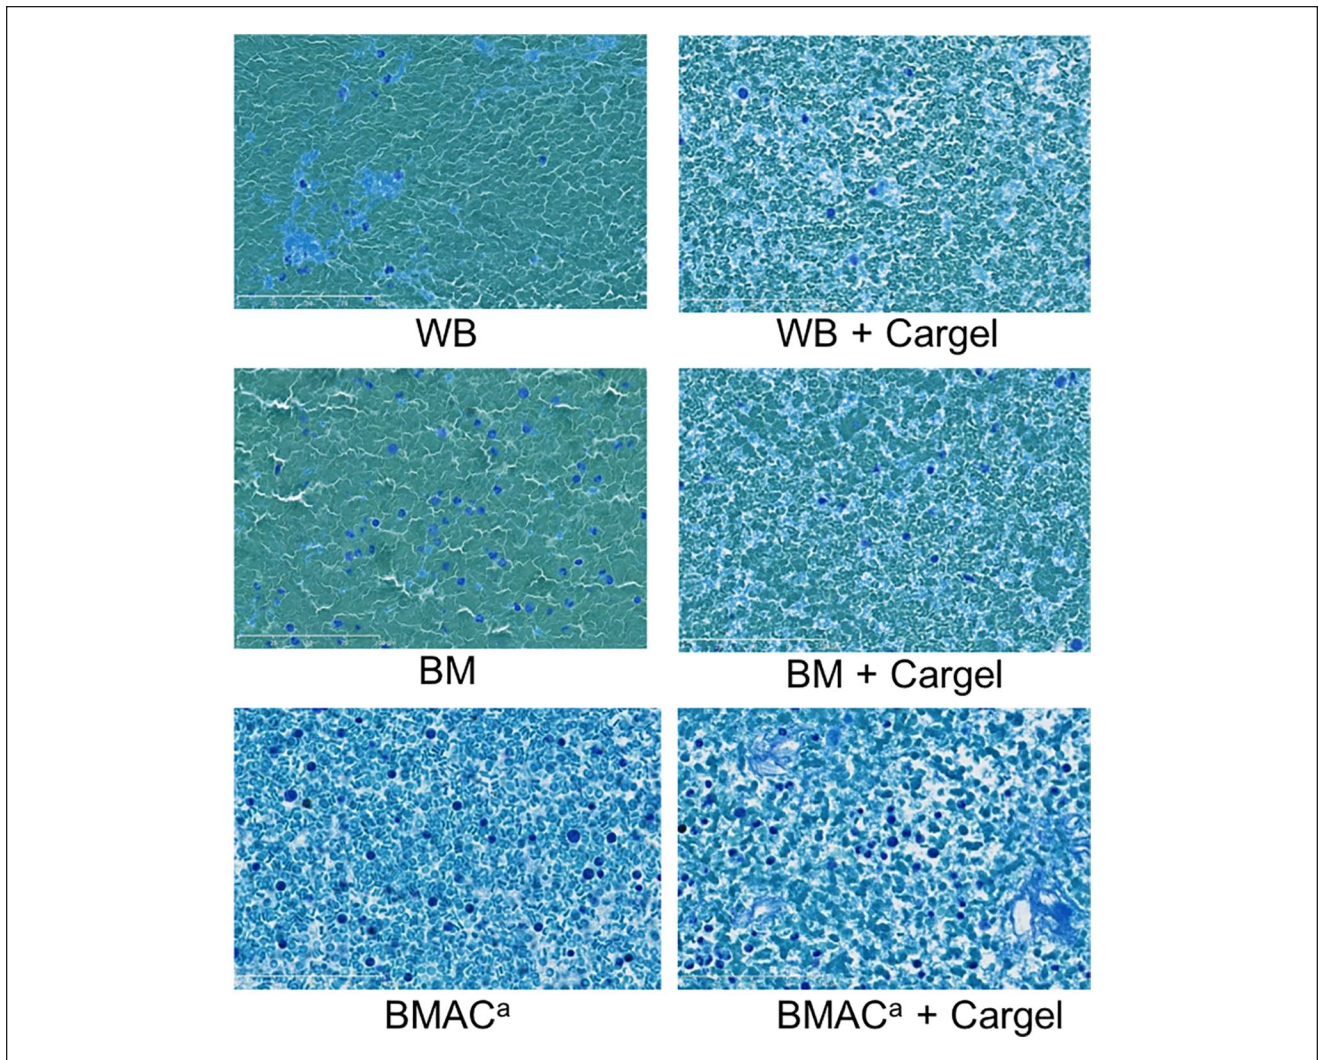 WB
WB + Cargel
BM
BM + Cargel
BMACᵃ
BMACᵃ + Cargel